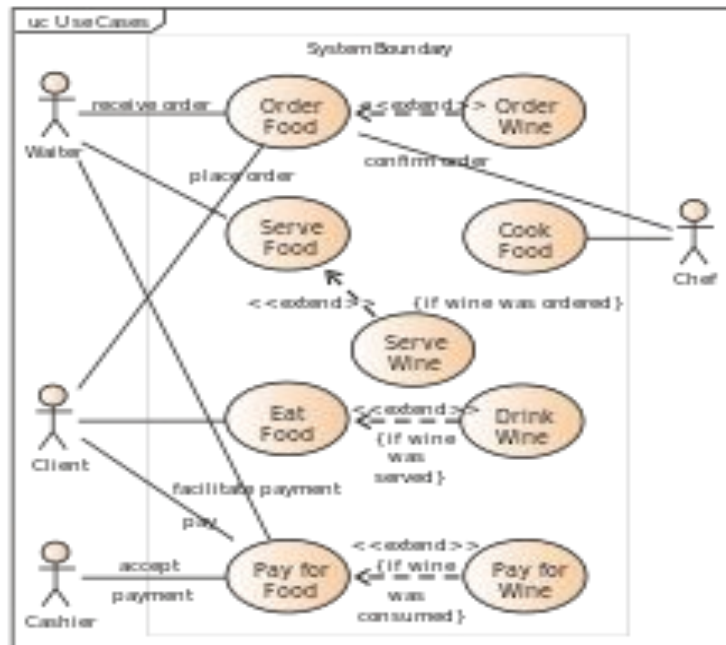 uc UseCases
System Boundary
Waiter
receive order
Order
Food
<<extend>>
Order
Wine
confirm order
place order
Serve
Food
Cook
Food
Chef
<<extend>>
{if wine was ordered}
Serve
Wine
Client
Eat
Food
<<extend>>
{if wine
was
served}
Drink
Wine
facilitate payment
pay
Cashier
accept
payment
Pay for
Food
<<extend>>
{if wine
was
consumed}
Pay for
Wine